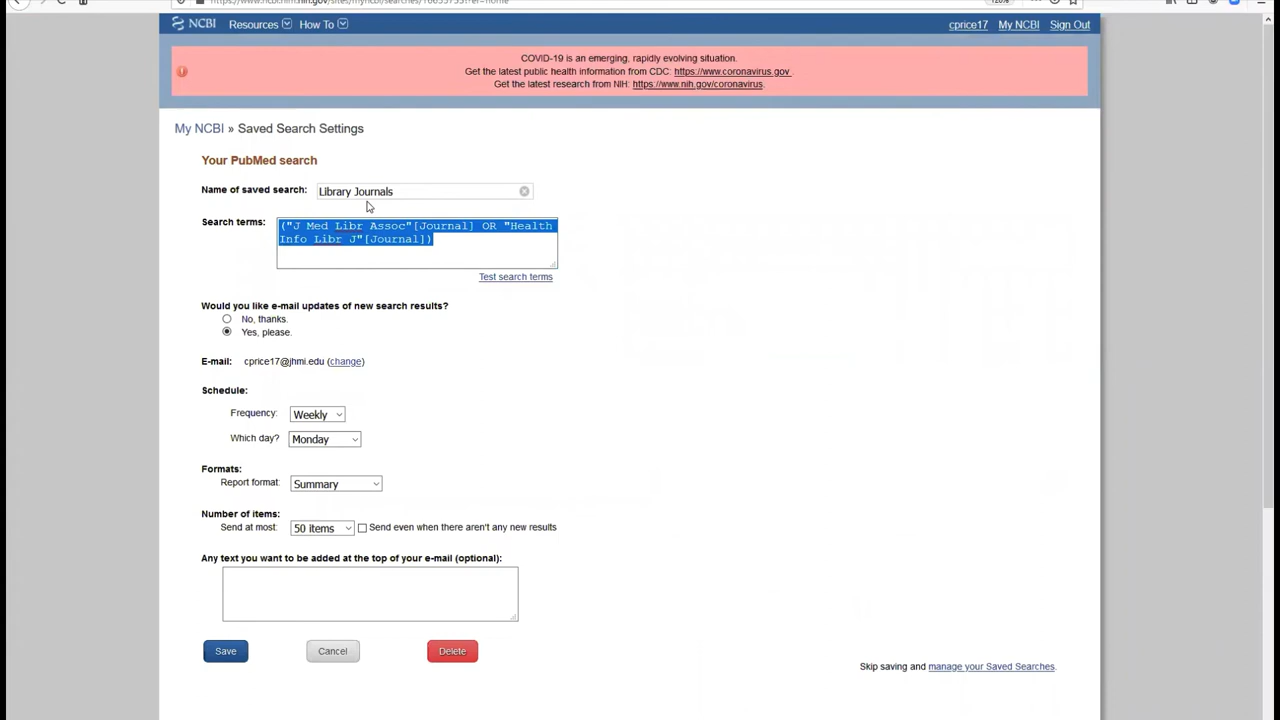 NCBI Resources How To cprice17 My NCBI Sign Out
COVID-19 is an emerging, rapidly evolving situation.
Get the latest public health information from CDC: https://www.coronavirus.gov .
Get the latest research from NIH: https://www.nih.gov/coronavirus.
My NCBI » Saved Search Settings
Your PubMed search
Name of saved search: Library Journals
Search terms: ("J Med Libr Assoc"[Journal] OR "Health
Info Libr J"[Journal])
Test search terms
Would you like e-mail updates of new search results?
No, thanks.
Yes, please.
E-mail: cprice17@jhmi.edu (change)
Schedule:
Frequency: Weekly
Which day? Monday
Formats:
Report format: Summary
Number of items:
Send at most: 50 items Send even when there aren't any new results
Any text you want to be added at the top of your e-mail (optional):
Save Cancel Delete
Skip saving and manage your Saved Searches.